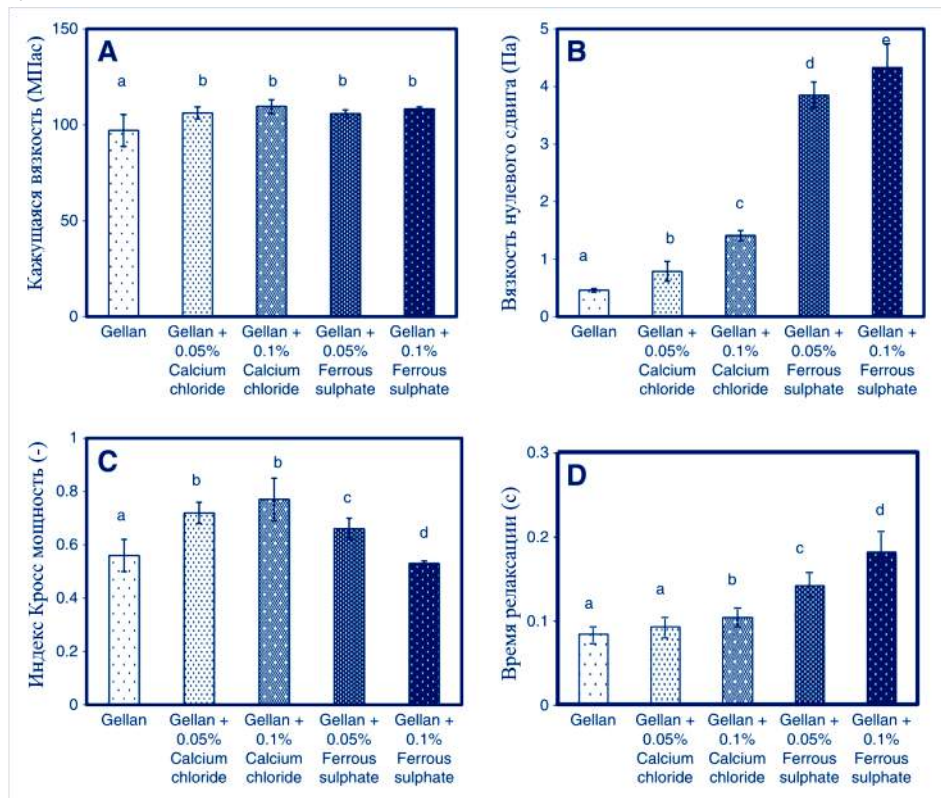 A
Кажущаяся вязкость (МПас)
150
100
50
0
a
b
b
b
b
Gellan
Gellan +
0.05%
Calcium
chloride
Gellan +
0.1%
Calcium
chloride
Gellan +
0.05%
Ferrous
sulphate
Gellan +
0.1%
Ferrous
sulphate
B
Вязкость нулевого сдвига (Па)
5
4
3
2
1
0
a
b
c
d
e
Gellan
Gellan +
0.05%
Calcium
chloride
Gellan +
0.1%
Calcium
chloride
Gellan +
0.05%
Ferrous
sulphate
Gellan +
0.1%
Ferrous
sulphate
C
Индекс Кросс мощность (-)
1
0.8
0.6
0.4
0.2
0
a
b
b
c
d
Gellan
Gellan +
0.05%
Calcium
chloride
Gellan +
0.1%
Calcium
chloride
Gellan +
0.05%
Ferrous
sulphate
Gellan +
0.1%
Ferrous
sulphate
D
Время релаксации (с)
0.3
0.2
0.1
0
a
a
b
c
d
Gellan
Gellan +
0.05%
Calcium
chloride
Gellan +
0.1%
Calcium
chloride
Gellan +
0.05%
Ferrous
sulphate
Gellan +
0.1%
Ferrous
sulphate